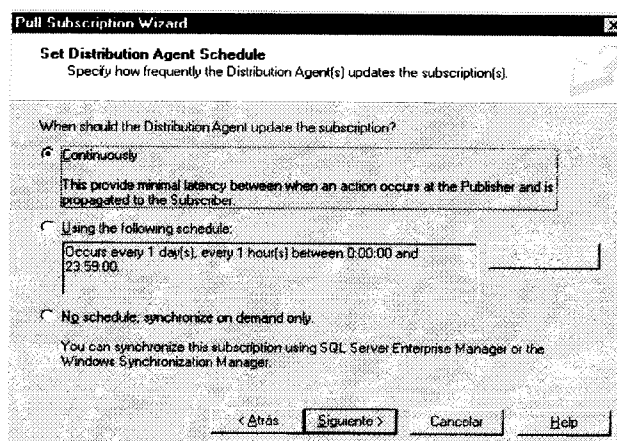 Pull Subscription Wizard
Set Distribution Agent Schedule
Specify how frequently the Distribution Agent(s) updates the subscription(s).
When should the Distribution Agent update the subscription?
Continuously
This provide minimal latency between when an action occurs at the Publisher and is
propagated to the Subscriber.
Using the following schedule:
Occurs every 1 day(s), every 1 hour(s) between 0:00:00 and
23:59:00.
No schedule; synchronize on demand only.
You can synchronize this subscription using SQL Server Enterprise Manager or the
Windows Synchronization Manager.
< Atrás
Siguiente >
Cancelar
Help